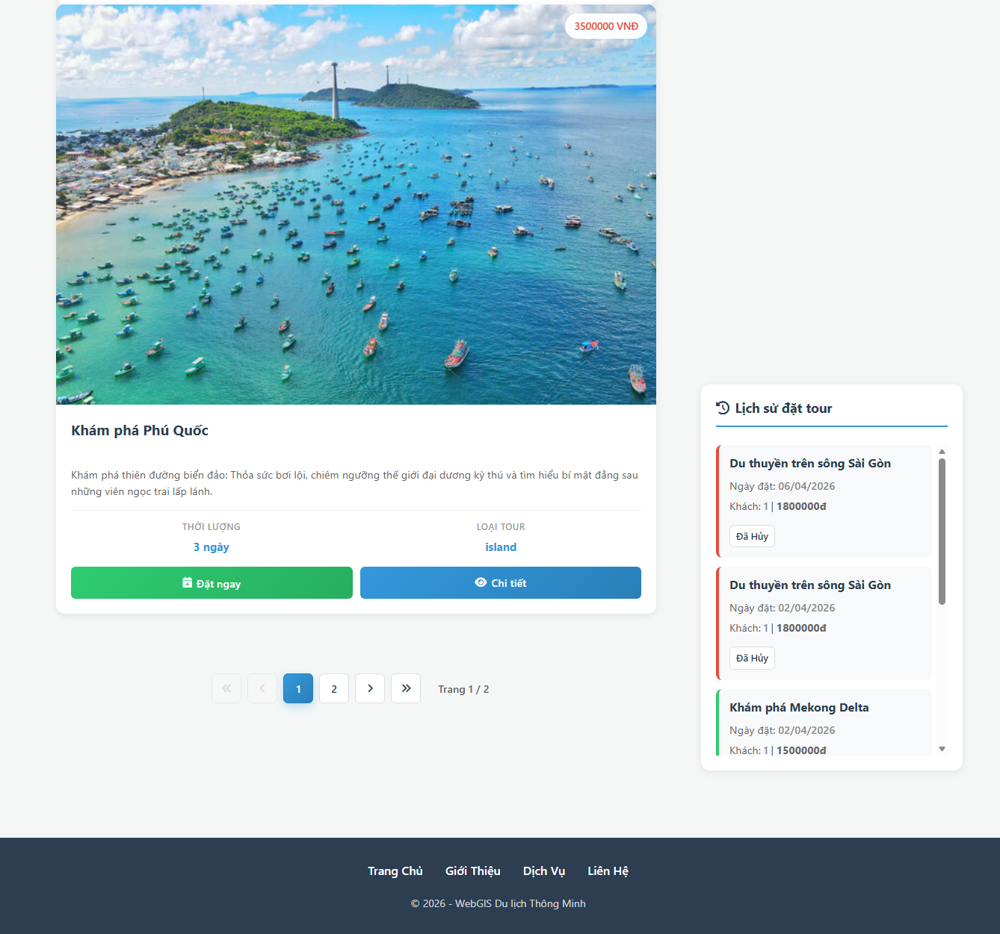 3500000 VNĐ
Khám phá Phú Quốc
Khám phá thiên đường biển đảo: Thỏa sức bơi lội, chiêm ngưỡng thế giới đại dương kỳ thú và tìm hiểu bí mật đằng sau
những viên ngọc trai lấp lánh.
THỜI LƯỢNG
3 ngày
LOẠI TOUR
island
Đặt ngay
Chi tiết
1
2
Trang 1 / 2
Lịch sử đặt tour
Du thuyền trên sông Sài Gòn
Ngày đặt: 06/04/2026
Khách: 1 | 1800000đ
Đã Hủy
Du thuyền trên sông Sài Gòn
Ngày đặt: 02/04/2026
Khách: 1 | 1800000đ
Đã Hủy
Khám phá Mekong Delta
Ngày đặt: 02/04/2026
Khách: 1 | 1500000đ
Trang Chủ Giới Thiệu Dịch Vụ Liên Hệ
© 2026 - WebGIS Du lịch Thông Minh